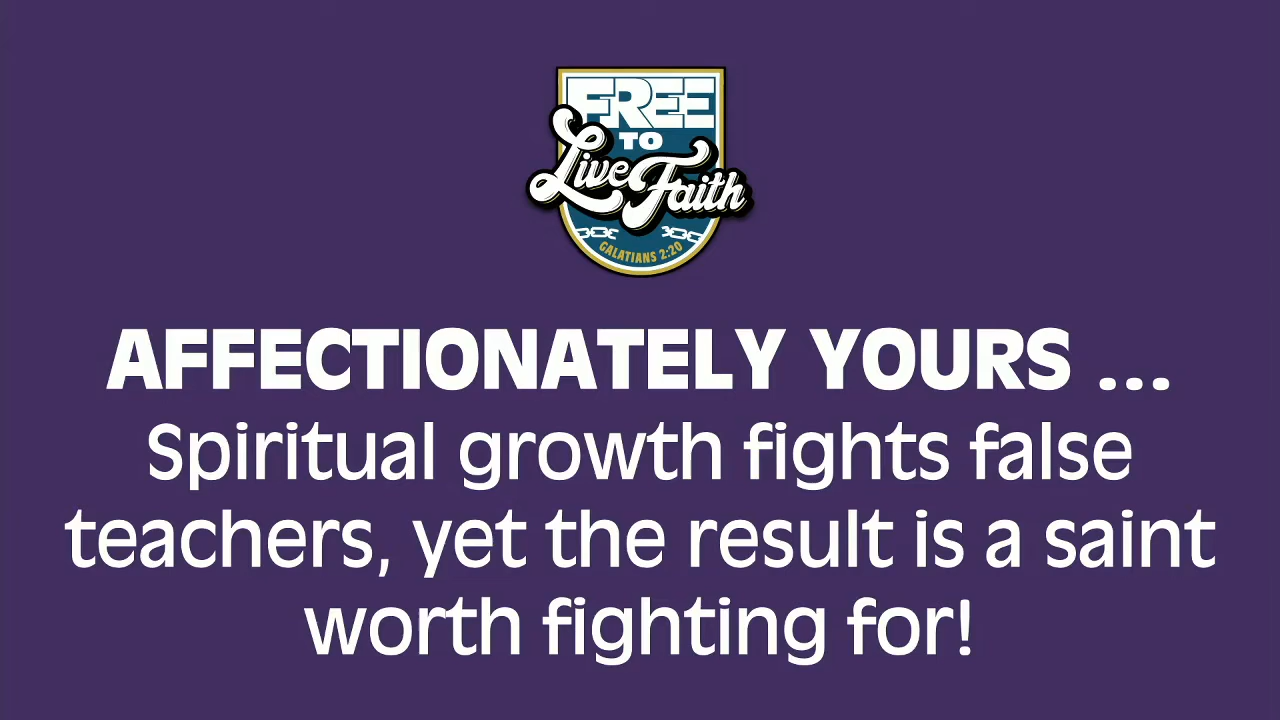 FREE
TO
Live Faith
GALATIANS 2:20
AFFECTIONATELY YOURS ...
Spiritual growth fights false
teachers, yet the result is a saint
worth fighting for!